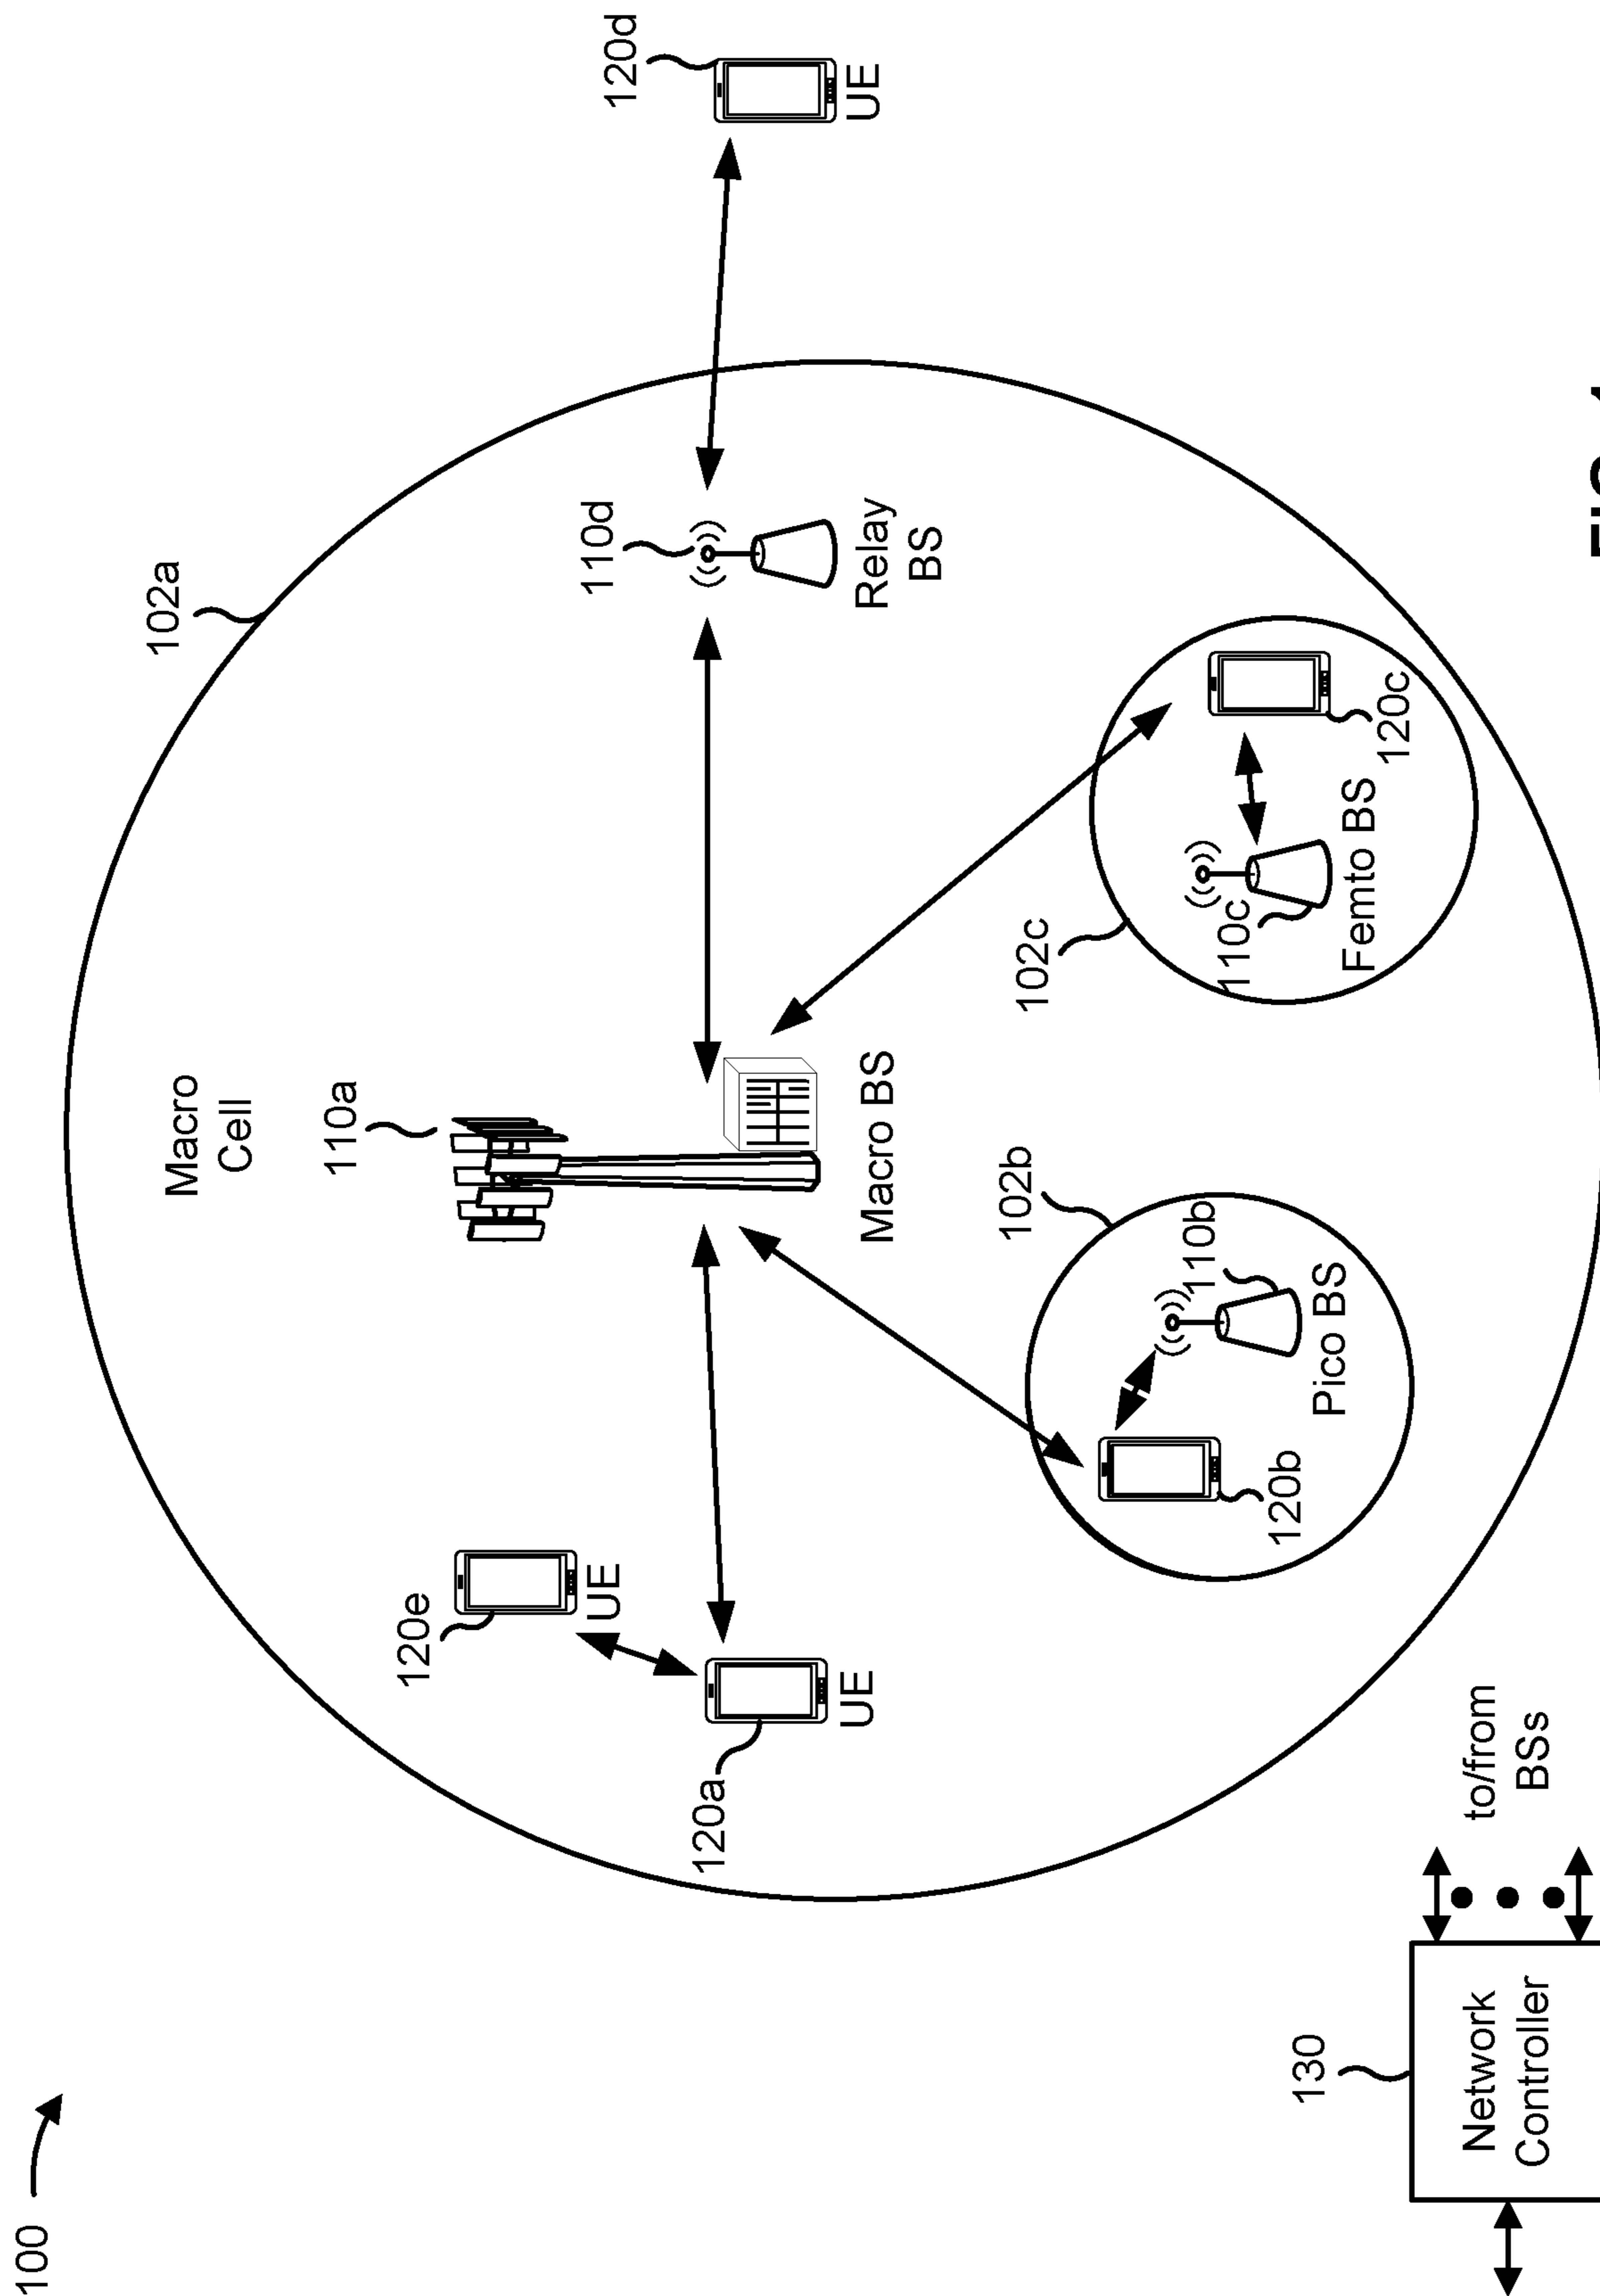 100
102a
Macro
Cell
110a
110d
120d
120e
UE
120a
UE
Macro BS
Relay
BS
UE
102b
110b
120b
Pico BS
102c
110c
120c
Femto BS
130
Network
Controller
to/from
BSs